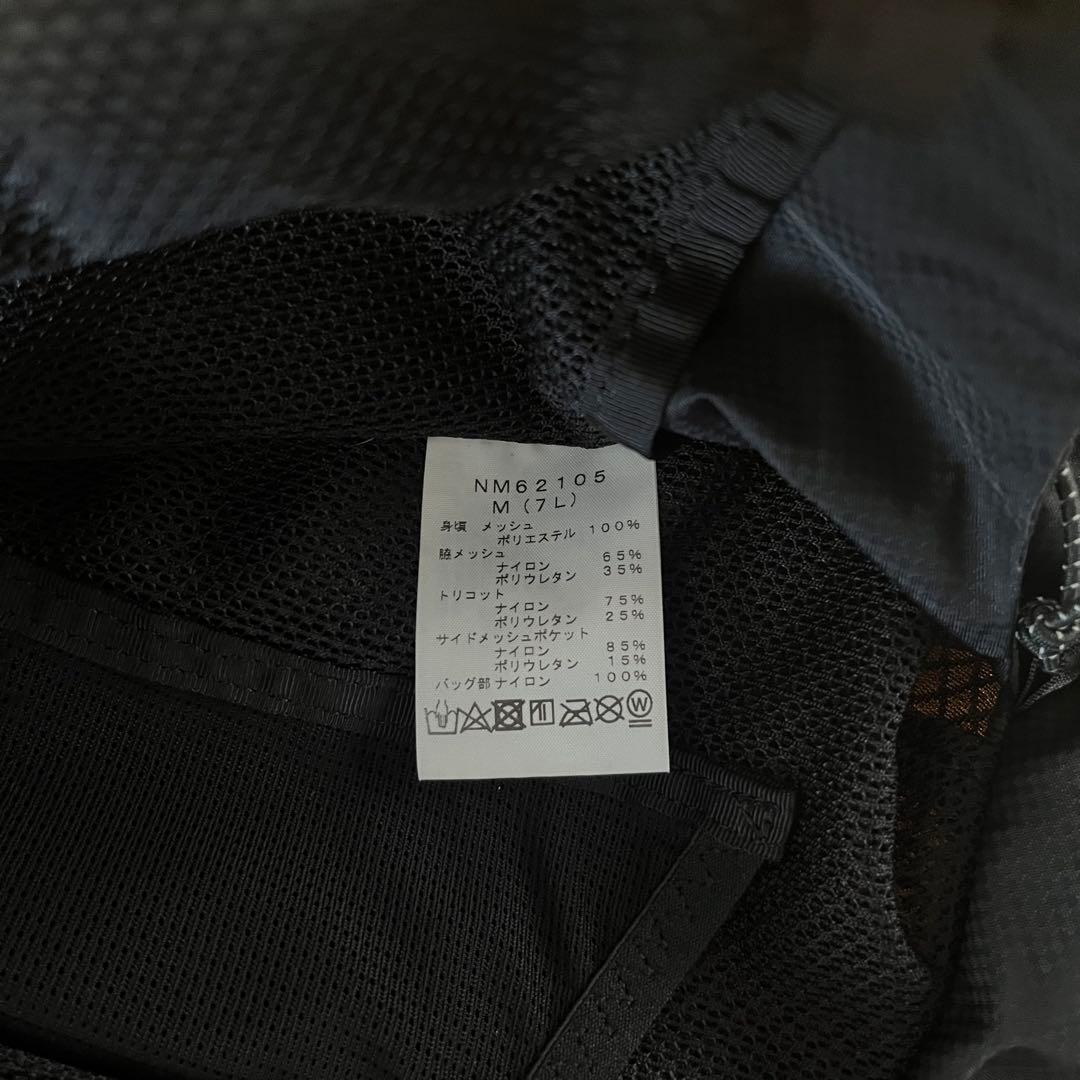 NM62105
M (7L)
身頃 メッシュ
ポリエステル 100%
脇メッシュ
ナイロン 65%
ポリウレタン 35%
トリコット
ナイロン 75%
ポリウレタン 25%
サイドメッシュポケット
ナイロン 85%
ポリウレタン 15%
バッグ部 ナイロン 100%
W